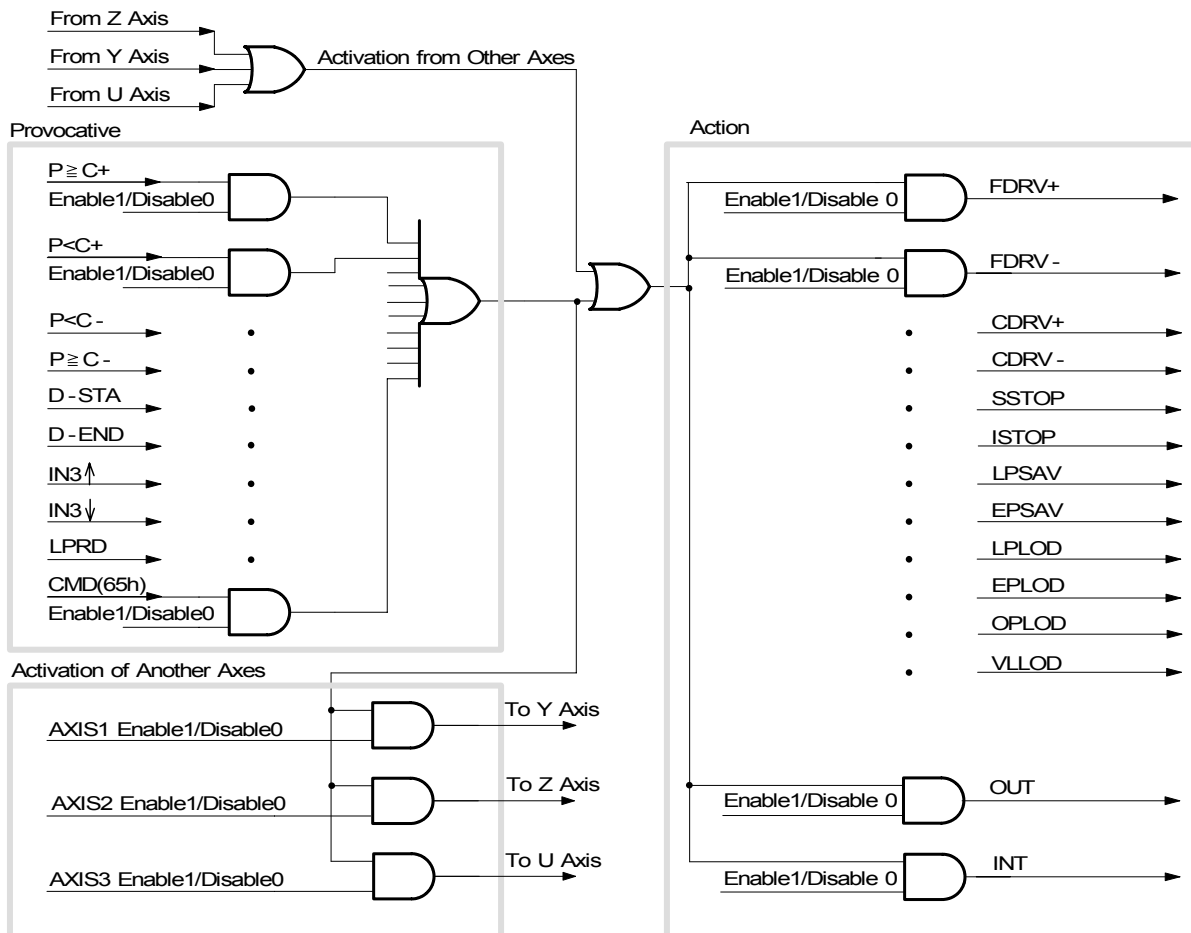 From Z Axis
From Y Axis
Activation from Other Axes
From U Axis
Provocative
P≧C+
Enable1/Disable0
P<C+
Enable1/Disable0
P<C-
P≧C-
D-STA
D-END
IN3↑
IN3↓
LPRD
CMD(65h)
Enable1/Disable0
Activation of Another Axes
AXIS1 Enable1/Disable0
To Y Axis
AXIS2 Enable1/Disable0
To Z Axis
AXIS3 Enable1/Disable0
To U Axis
Action
Enable1/Disable 0
FDRV+
Enable1/Disable 0
FDRV-
CDRV+
CDRV-
SSTOP
ISTOP
LPSAV
EPSAV
LPLOD
EPLOD
OPLOD
VLLOD
Enable1/Disable 0
OUT
Enable1/Disable 0
INT